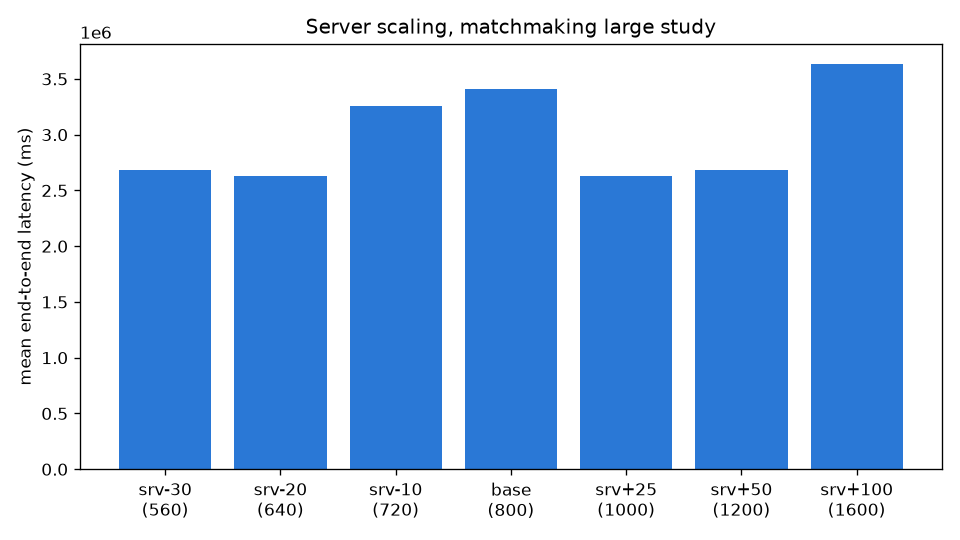 Server scaling, matchmaking large study
1e6
mean end-to-end latency (ms)
3.5
3.0
2.5
2.0
1.5
1.0
0.5
0.0
srv-30
(560)
srv-20
(640)
srv-10
(720)
base
(800)
srv+25
(1000)
srv+50
(1200)
srv+100
(1600)